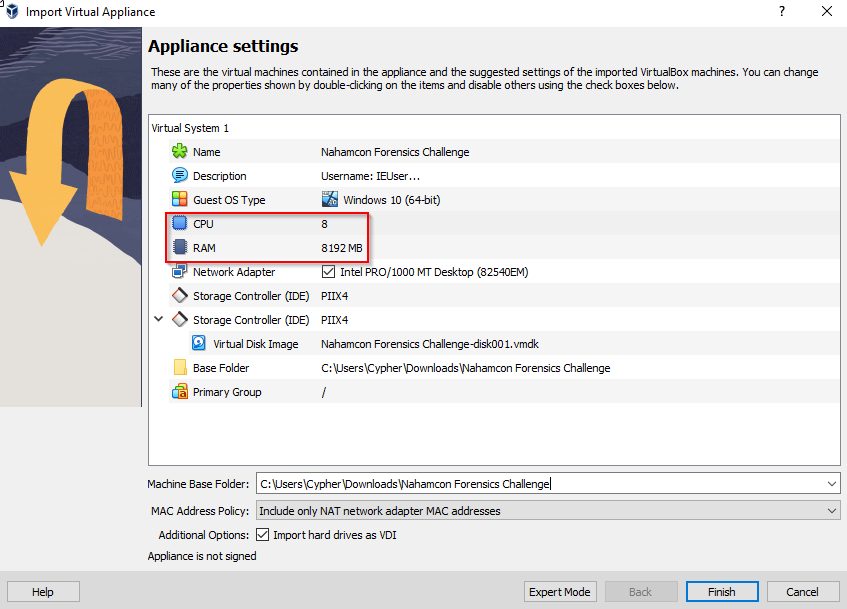 Import Virtual Appliance
?
Appliance settings
These are the virtual machines contained in the appliance and the suggested settings of the imported VirtualBox machines. You can change
many of the properties shown by double-clicking on the items and disable others using the check boxes below.
Virtual System 1
Name Nahamcon Forensics Challenge
Description Username: IEUser...
Guest OS Type Windows 10 (64-bit)
CPU 8
RAM 8192 MB
Network Adapter Intel PRO/1000 MT Desktop (82540EM)
Storage Controller (IDE) PIIX4
Storage Controller (IDE) PIIX4
Virtual Disk Image Nahamcon Forensics Challenge-disk001.vmdk
Base Folder C:\Users\Cypher\Downloads\Nahamcon Forensics Challenge
Primary Group /
Machine Base Folder: C:\Users\Cypher\Downloads\Nahamcon Forensics Challenge
MAC Address Policy: Include only NAT network adapter MAC addresses
Additional Options: Import hard drives as VDI
Appliance is not signed
Help Expert Mode Back Finish Cancel